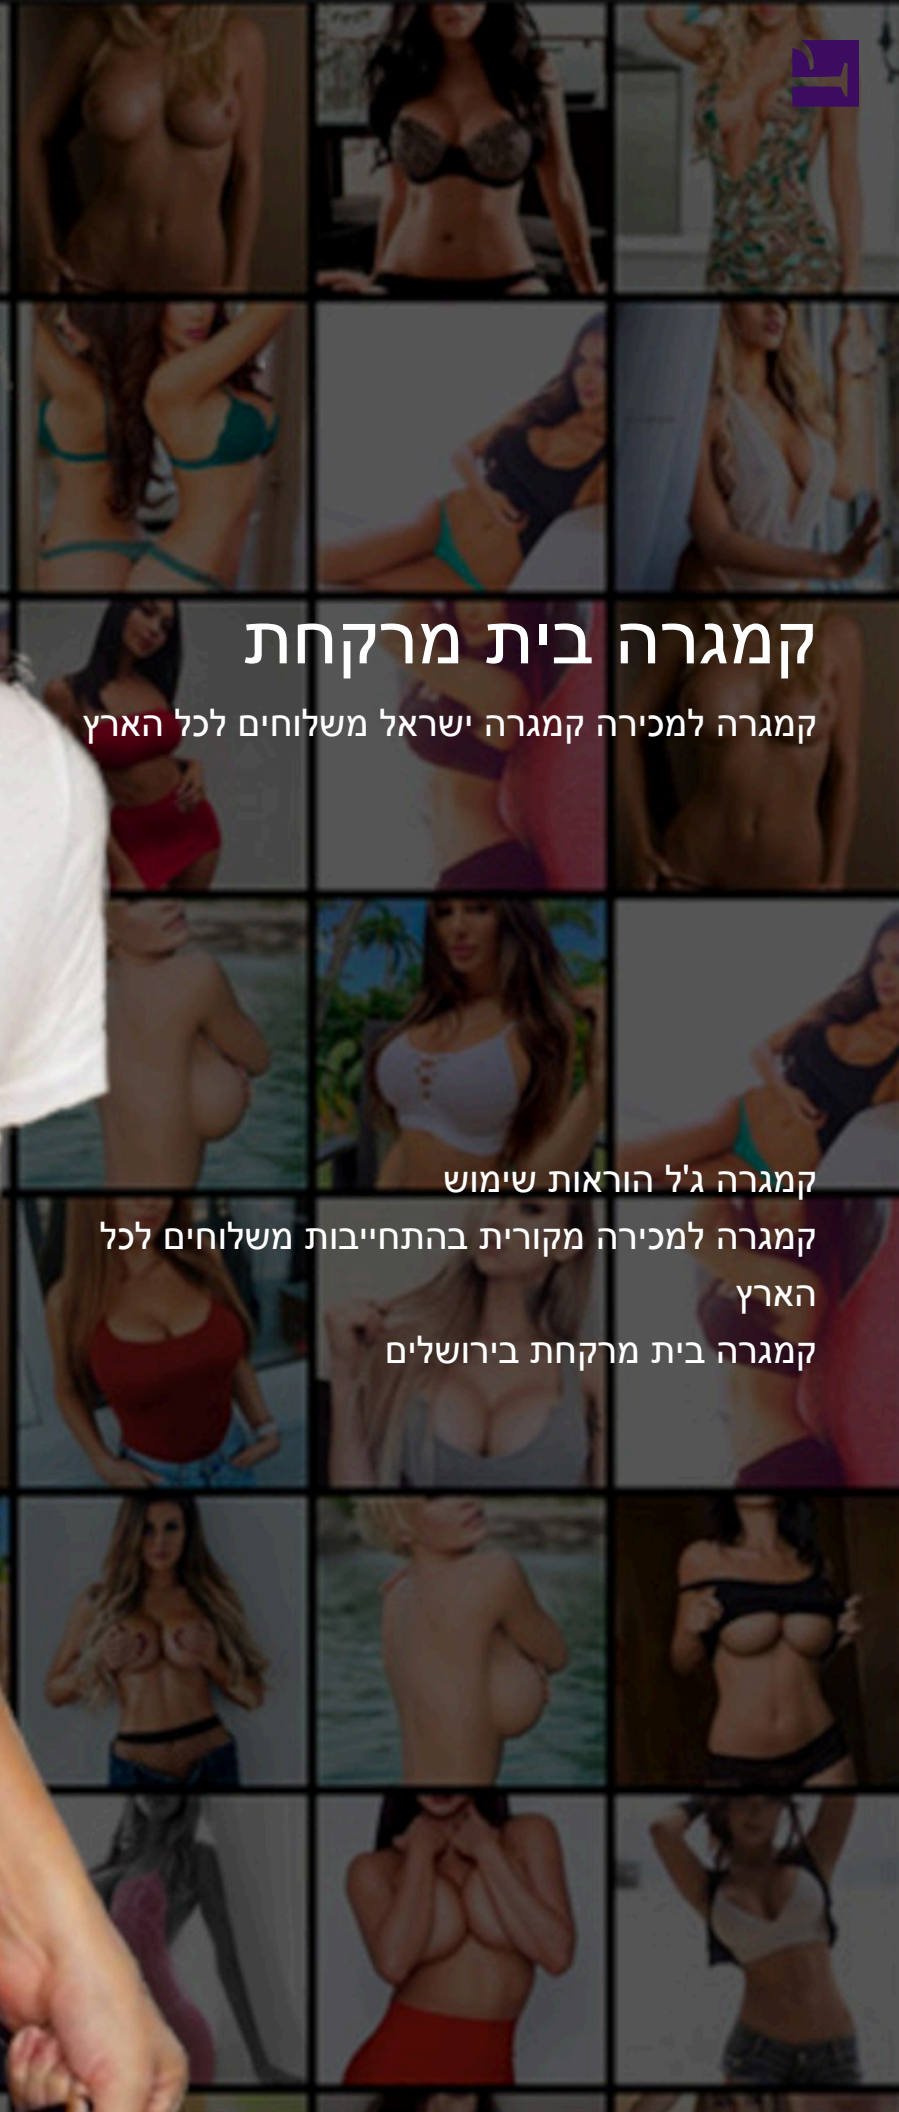 קמגרה בית מרקחת
קמגרה למכירה קמגרה ישראל משלוחים לכל הארץ
קמגרה ג'ל הוראות שימוש
קמגרה למכירה מקורית בהתחייבות משלוחים לכל
הארץ
קמגרה בית מרקחת בירושלים